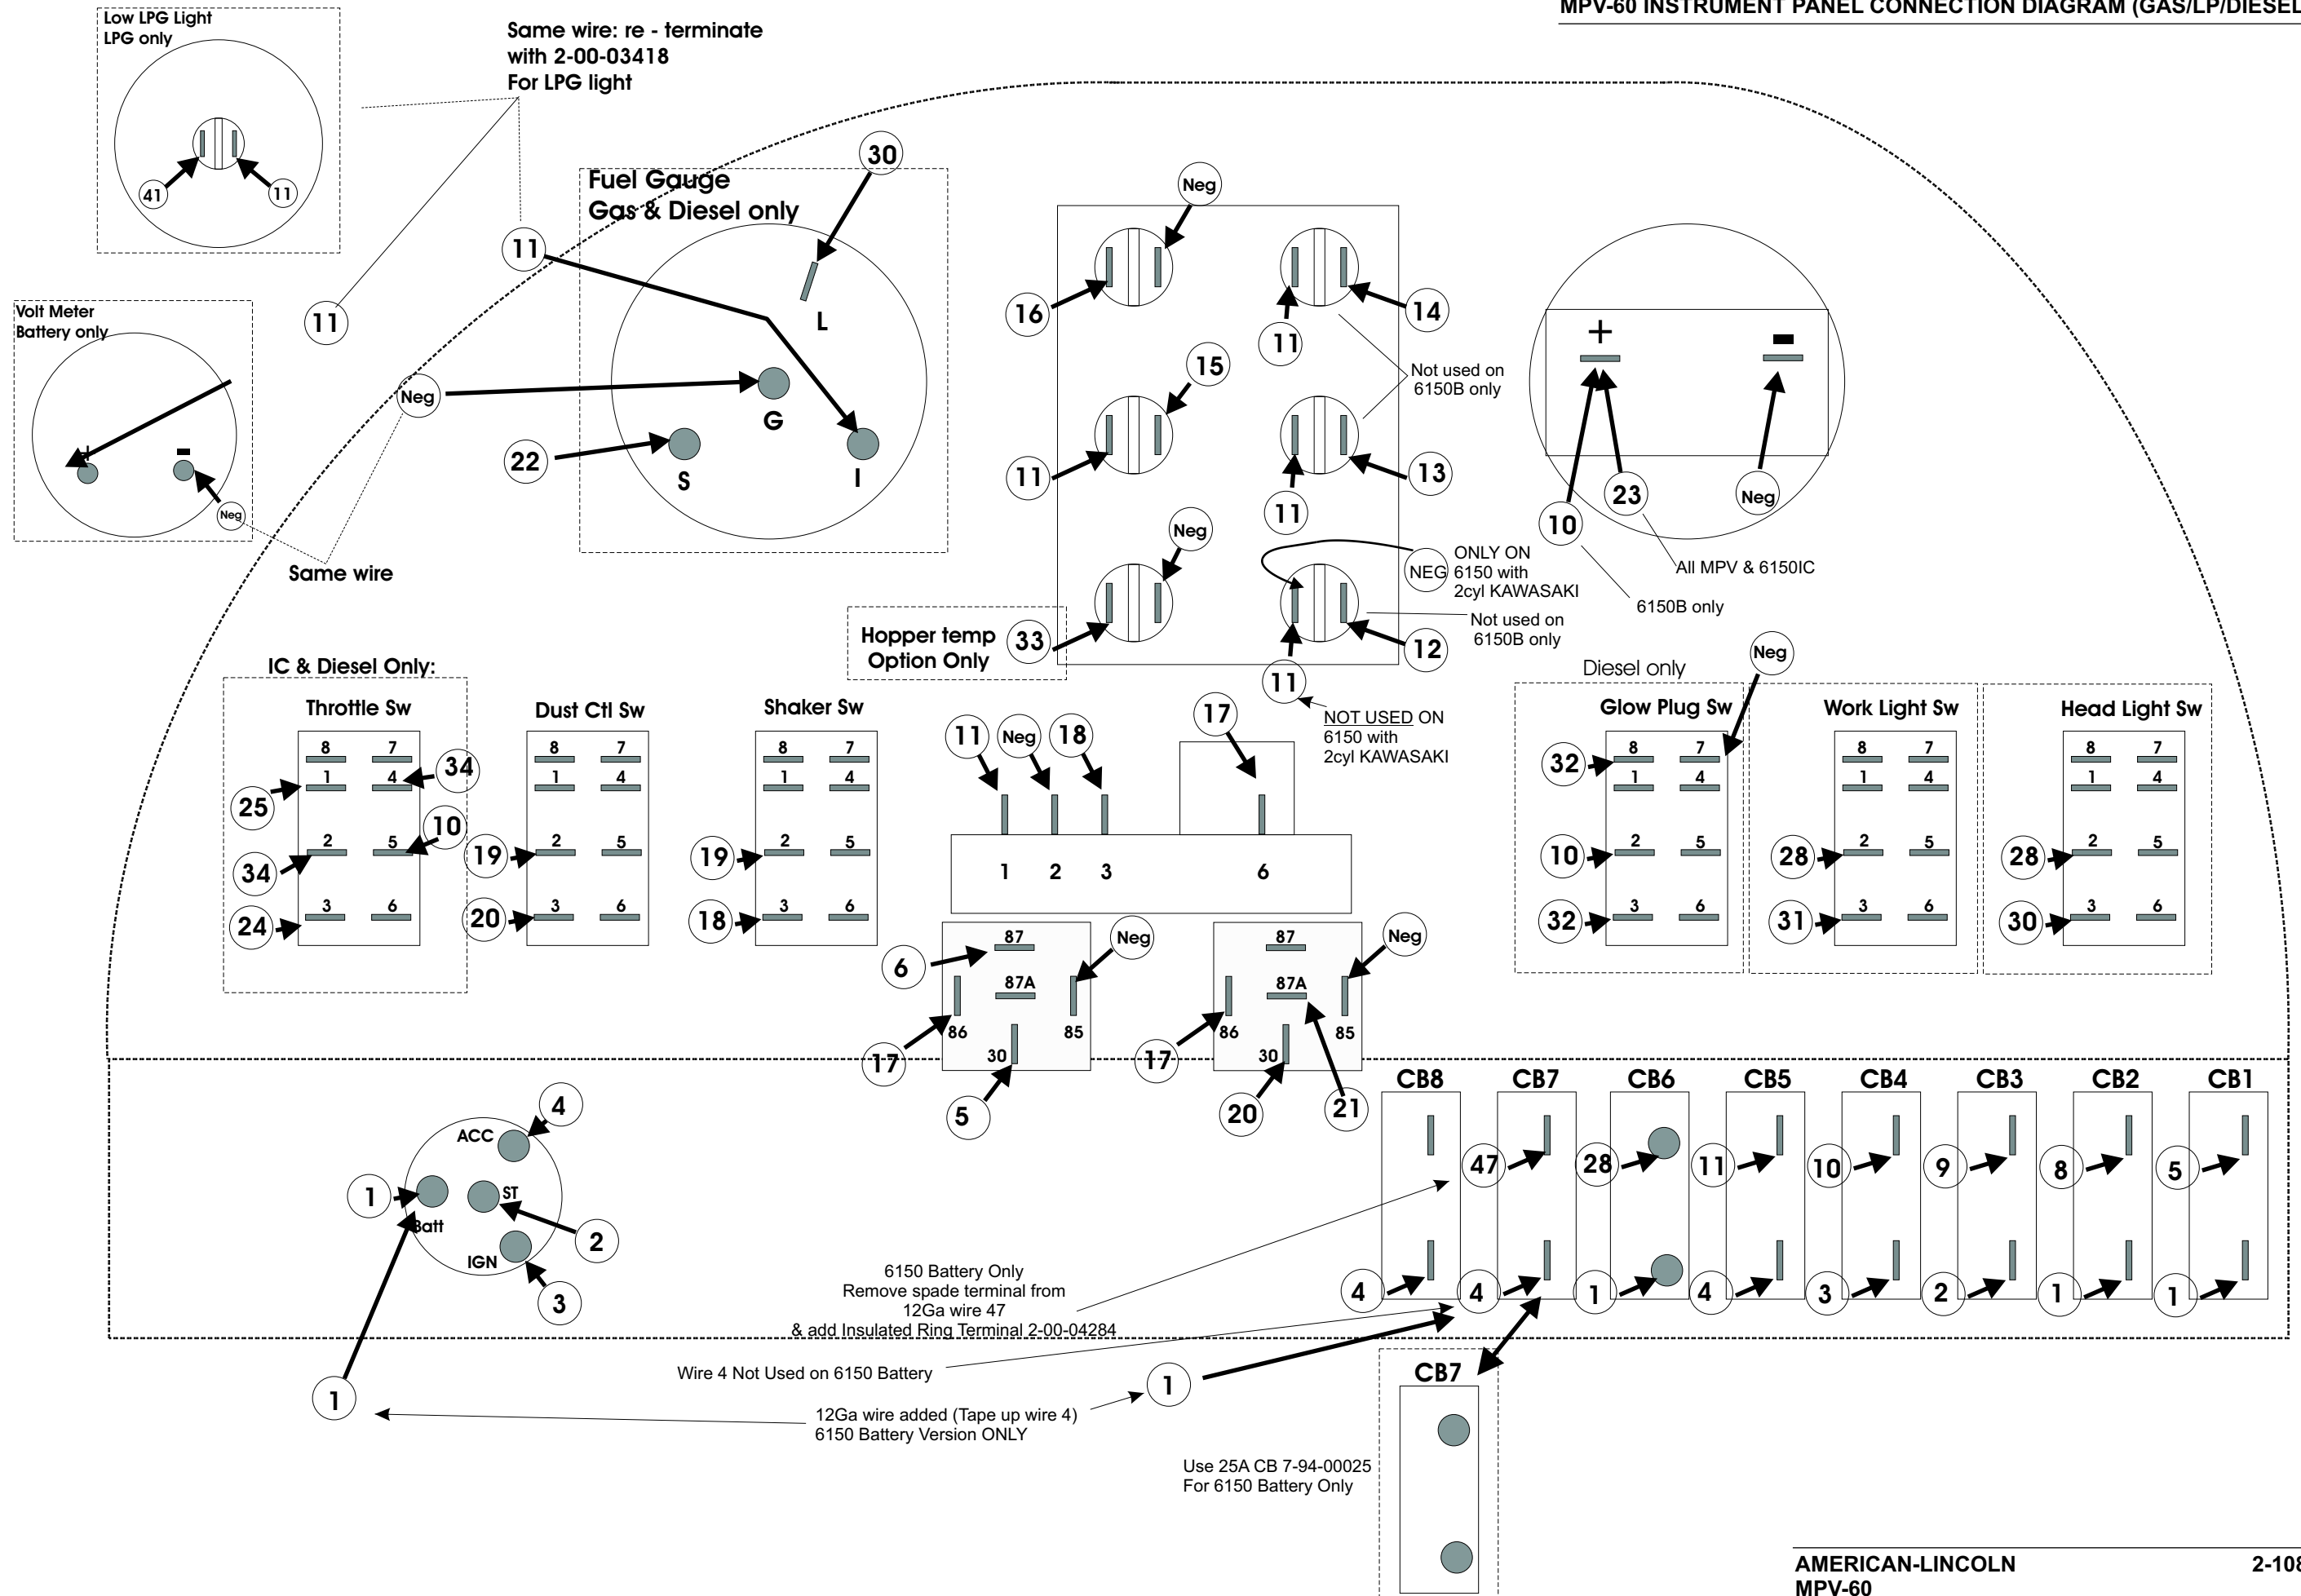 MPV-60 INSTRUMENT PANEL CONNECTION DIAGRAM (GAS/LP/DIESEL
Low LPG Light
LPG only
41
11
Same wire: re - terminate
with 2-00-03418
For LPG light
11
Volt Meter
Battery only
+
-
Neg
Same wire
Neg
Fuel Gauge
Gas & Diesel only
30
11
22
L
G
S
I
Neg
16
11
14
15
11
11
13
Not used on
6150B only
Neg
33
Hopper temp
Option Only
NEG
ONLY ON
6150 with
2cyl KAWASAKI
Not used on
6150B only
12
11
NOT USED ON
6150 with
2cyl KAWASAKI
+
-
10
23
Neg
All MPV & 6150IC
6150B only
IC & Diesel Only:
Throttle Sw
8 7
1 4
2 5
3 6
25
34
10
34
24
Dust Ctl Sw
8 7
1 4
2 5
3 6
19
20
Shaker Sw
8 7
1 4
2 5
3 6
19
18
11
Neg
18
17
1 2 3 6
Diesel only
Glow Plug Sw
Neg
8 7
1 4
2 5
3 6
32
10
32
Work Light Sw
8 7
1 4
2 5
3 6
28
31
Head Light Sw
8 7
1 4
2 5
3 6
28
30
87
87A
86
85
30
6
Neg
17
5
87
87A
86
85
30
Neg
17
20
21
ACC
Batt
ST
IGN
4
1
2
3
1
CB8 CB7 CB6 CB5 CB4 CB3 CB2 CB1
47 28 11 10 9 8 5
4 4 1 4 3 2 1 1
6150 Battery Only
Remove spade terminal from
12Ga wire 47
& add Insulated Ring Terminal 2-00-04284
Wire 4 Not Used on 6150 Battery
1
12Ga wire added (Tape up wire 4)
6150 Battery Version ONLY
CB7
Use 25A CB 7-94-00025
For 6150 Battery Only
AMERICAN-LINCOLN 2-108
MPV-60